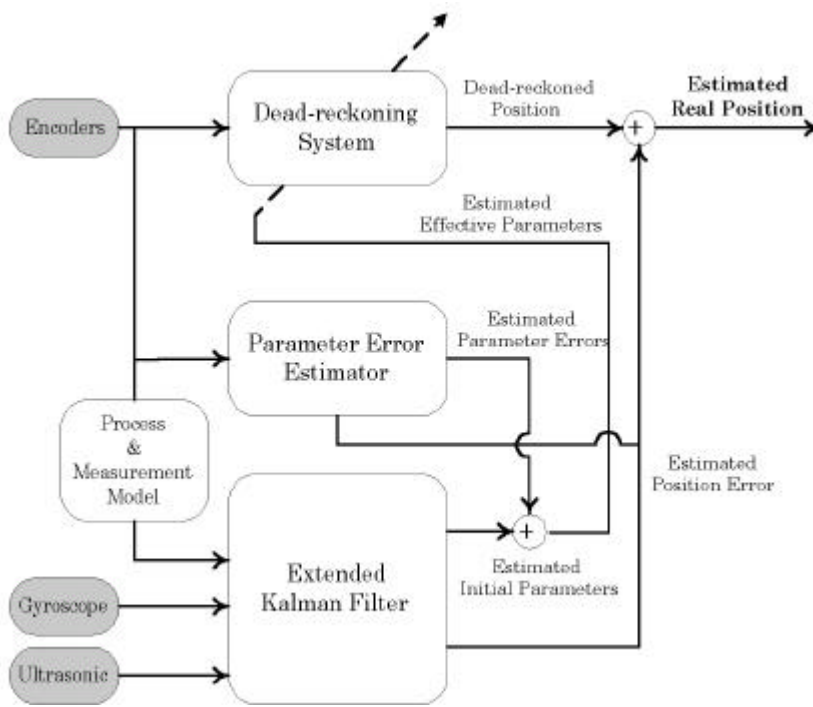 Encoders
Dead-reckoning
System
Dead-reckoned
Position
+
Estimated
Real Position
Estimated
Effective Parameters
Parameter Error
Estimator
Estimated
Parameter Errors
Process
&
Measurement
Model
Estimated
Position Error
+
Extended
Kalman Filter
Estimated
Initial Parameters
Gyroscope
Ultrasonic